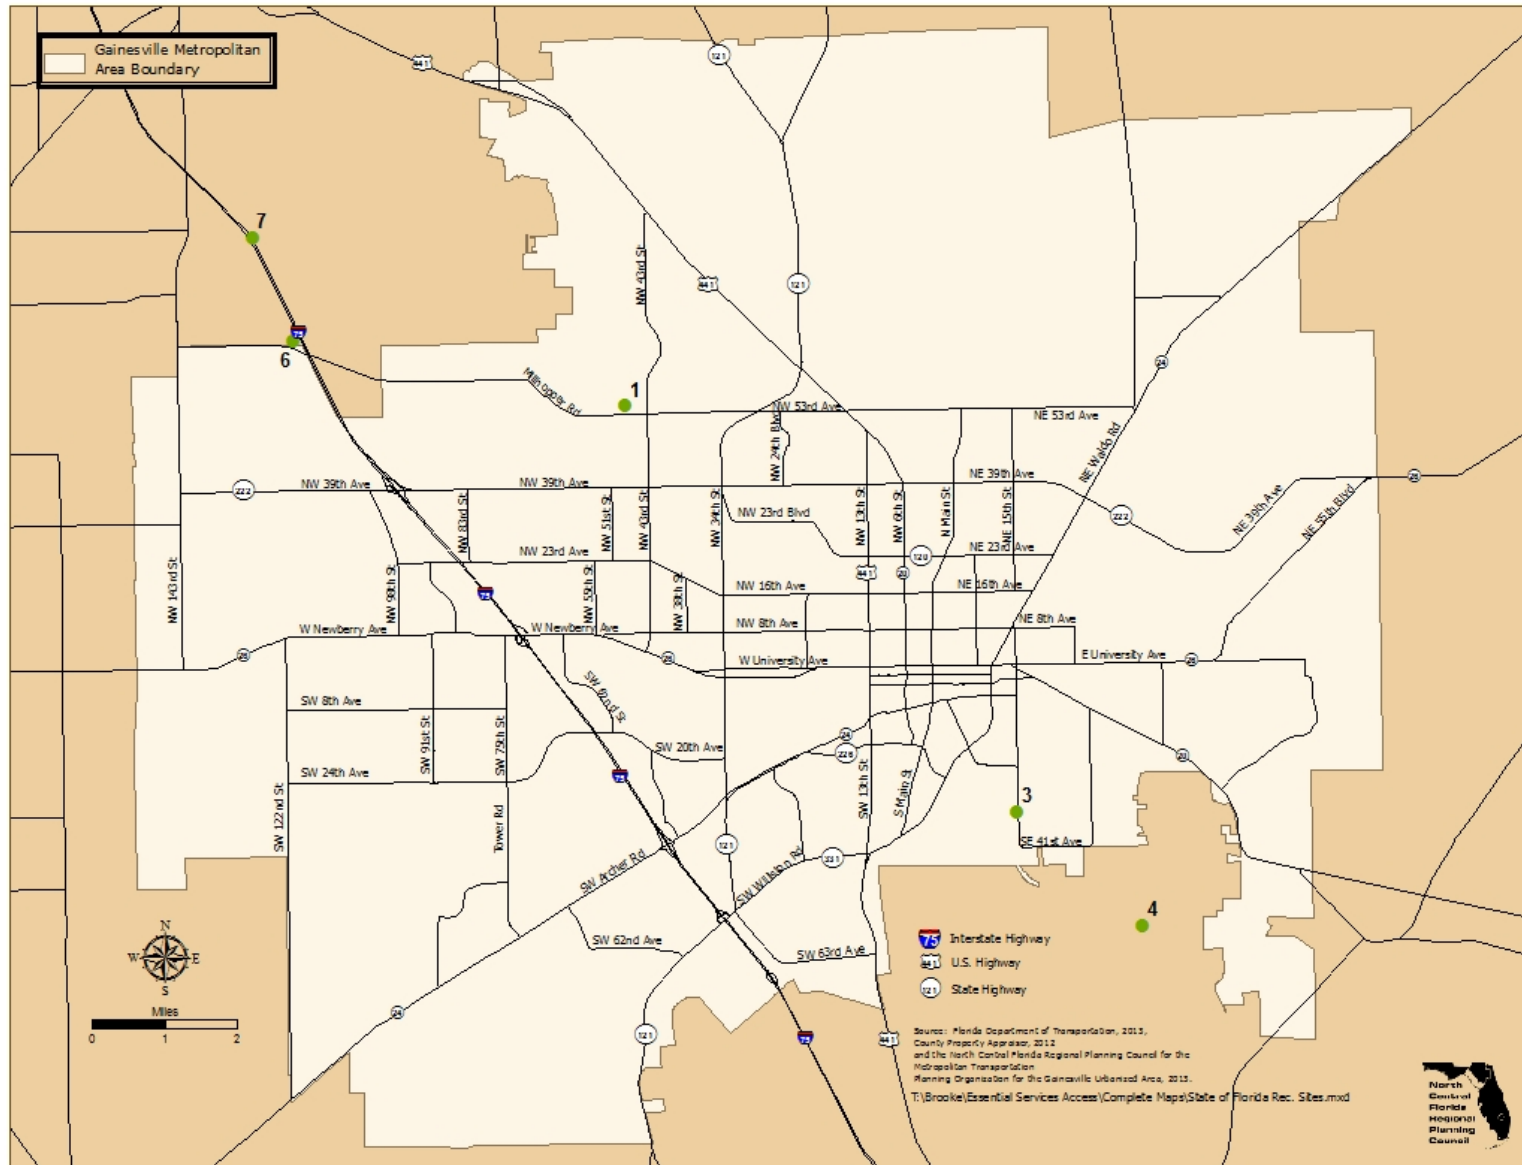 Gainesville Metropolitan
Area Boundary
441
121
7
NW 43rd St
441
121
75
6
24
1
Millhopper Rd
NW 53rd Ave
NE 53rd Ave
NW 24th Blvd
NE Waldo Rd
222
NW 39th Ave
NW 39th Ave
NE 39th Ave
26
NE 39th Ave
NE 55th Blvd
NW 83rd St
NW 51st St
NW 43rd St
NW 34th St
NW 23rd Blvd
NW 13th St
NW 6th St
N Main St
NE 15th St
222
NW 23rd Ave
120
NE 23rd Ave
NW 143rd St
NW 98th St
NW 55th St
NW 38th St
441
20
75
NW 16th Ave
NE 16th Ave
W Newberry Ave
W Newberry Ave
NW 8th Ave
NE 8th Ave
26
26
W University Ave
E University Ave
26
SW 8th Ave
SW 62nd St
SW 91st St
SW 75th St
SW 20th Ave
24
226
20
SW 24th Ave
75
SW 122nd St
Tower Rd
SW 13th St
S Main St
3
SE 41st Ave
121
SW Archer Rd
SW Williston Rd
331
4
SW 62nd Ave
SW 63rd Ave
N
W
E
S
Miles
0 1 2
24
121
75
441
75 Interstate Highway
441 U.S. Highway
121 State Highway
Source: Florida Department of Transportation, 2013,
County Property Appraiser, 2012
and the North Central Florida Regional Planning Council for the
Metropolitan Transportation
Planning Organization for the Gainesville Urbanized Area, 2013.
T:\Brooke\Essential Services Access\Complete Maps\State of Florida Rec. Sites.mxd
North
Central
Florida
Regional
Planning
Council